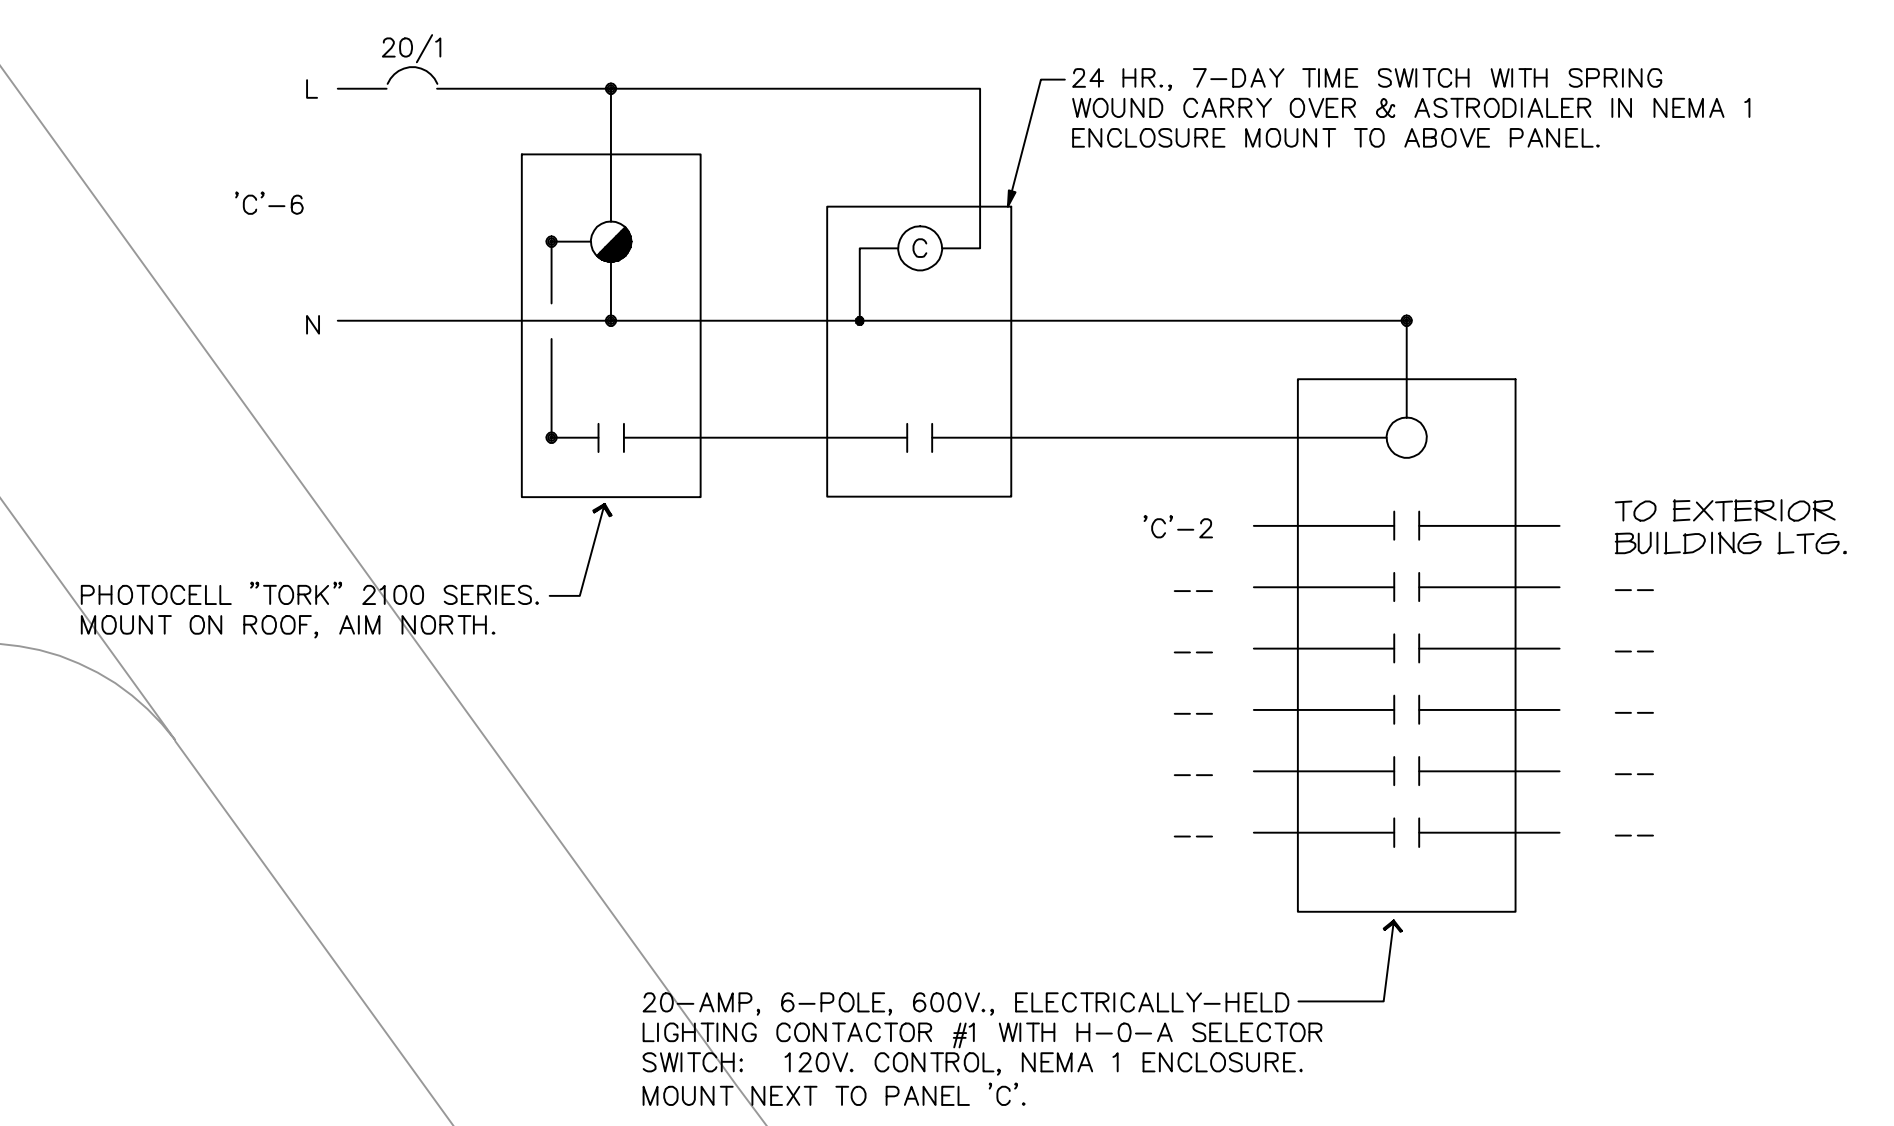 20/1
L
24 HR., 7-DAY TIME SWITCH WITH SPRING
WOUND CARRY OVER & ASTRODIALER IN NEMA 1
ENCLOSURE MOUNT TO ABOVE PANEL.
'C'-6
C
N
'C'-2
TO EXTERIOR
BUILDING LTG.
-- --
-- --
-- --
-- --
-- --
PHOTOCELL "TORK" 2100 SERIES.
MOUNT ON ROOF, AIM NORTH.
20-AMP, 6-POLE, 600V., ELECTRICALLY-HELD
LIGHTING CONTACTOR #1 WITH H-O-A SELECTOR
SWITCH: 120V. CONTROL, NEMA 1 ENCLOSURE.
MOUNT NEXT TO PANEL 'C'.